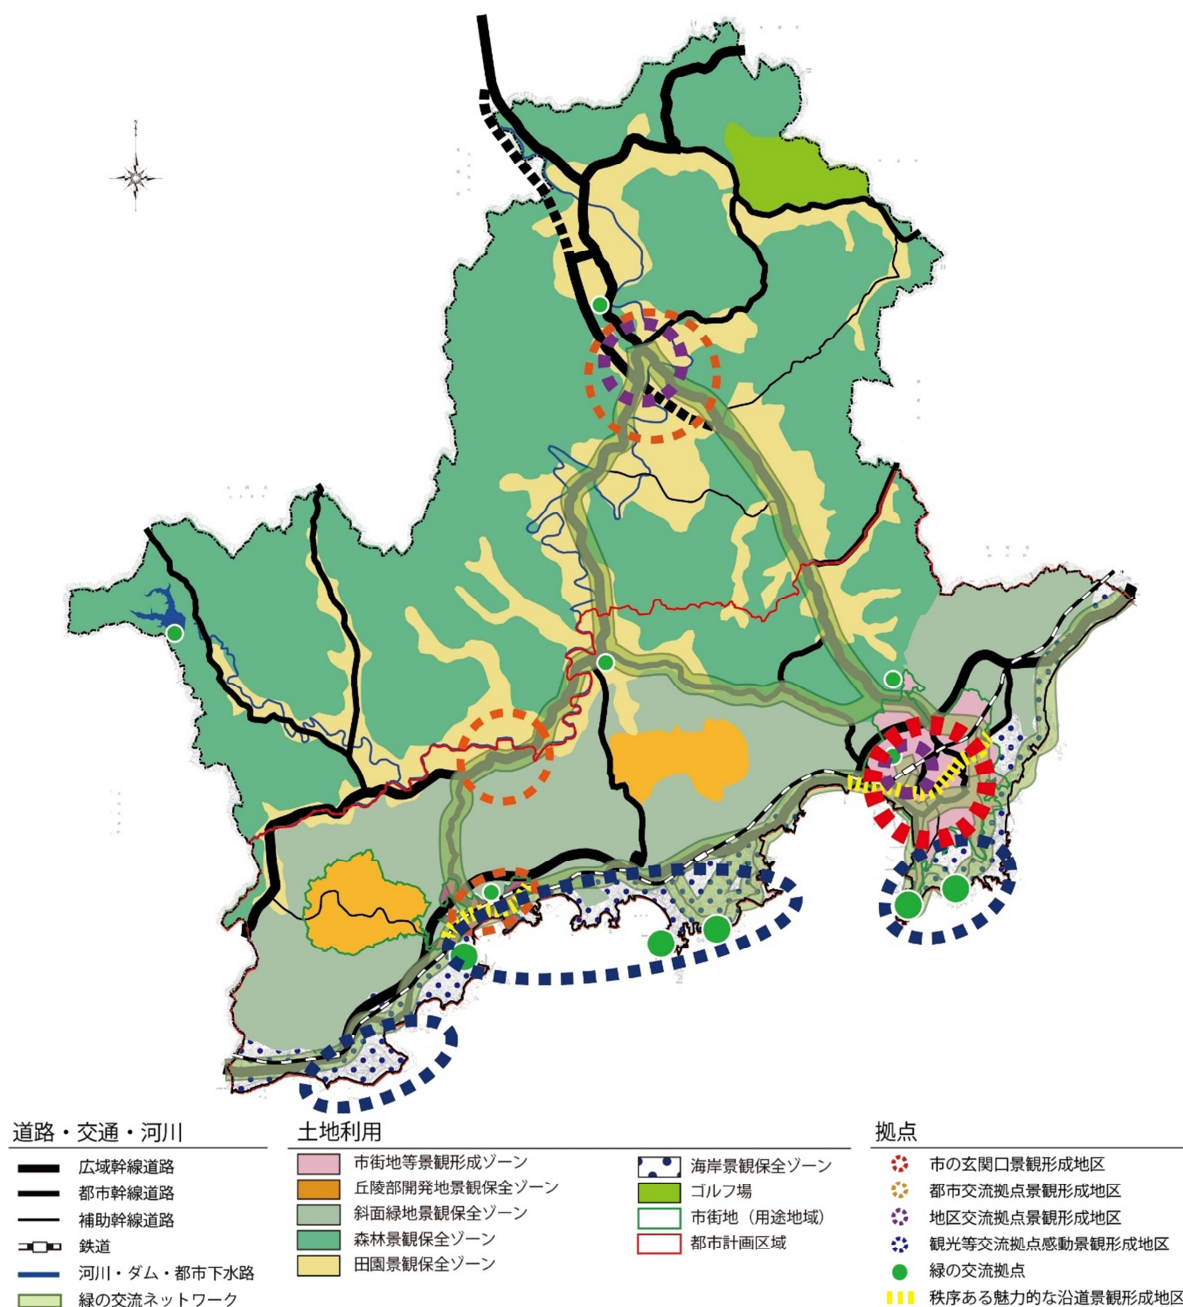 道路・交通・河川
広域幹線道路
都市幹線道路
補助幹線道路
鉄道
河川・ダム・都市下水路
緑の交流ネットワーク
土地利用
市街地等景観形成ゾーン
丘陵部開発地景観保全ゾーン
斜面緑地景観保全ゾーン
森林景観保全ゾーン
田園景観保全ゾーン
海岸景観保全ゾーン
ゴルフ場
市街地（用途地域）
都市計画区域
拠点
市の玄関口景観形成地区
都市交流拠点景観形成地区
地区交流拠点景観形成地区
観光等交流拠点感動景観形成地区
緑の交流拠点
秩序ある魅力的な沿道景観形成地区